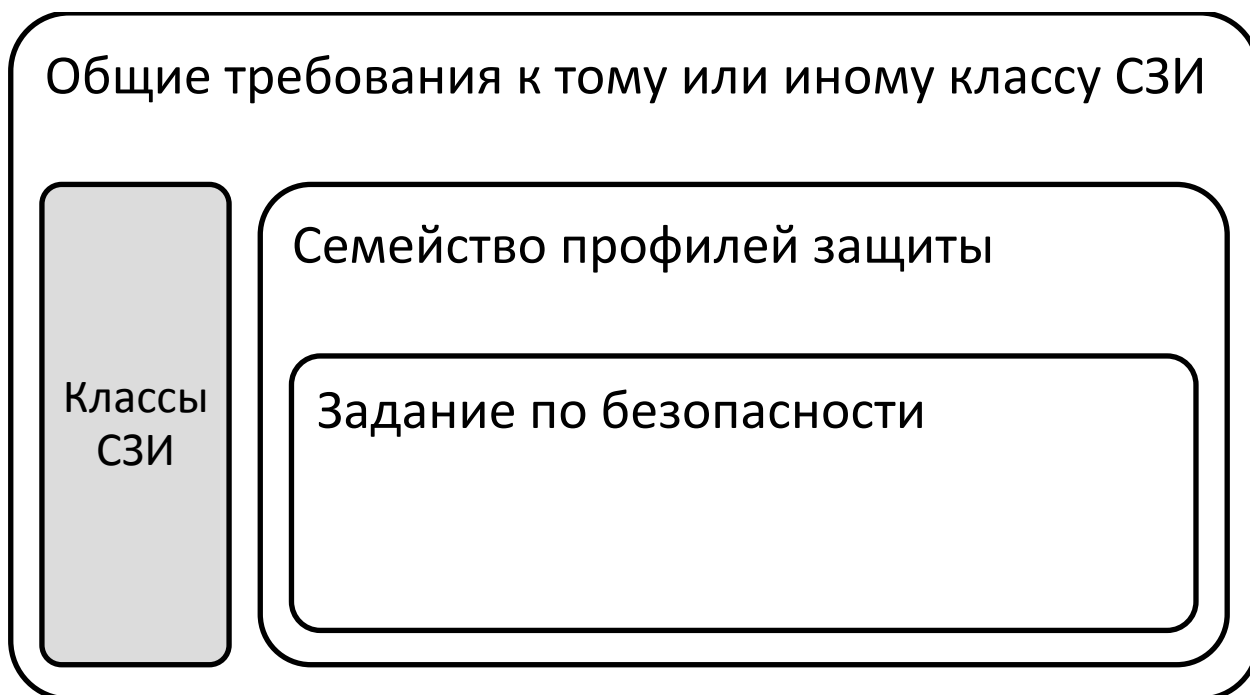 Общие требования к тому или иному классу СЗИ
Семейство профилей защиты
Классы
СЗИ
Задание по безопасности